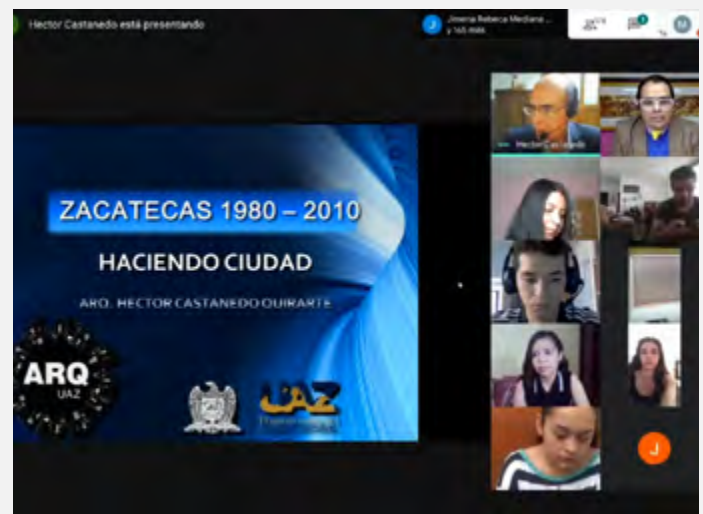 Hector Castanedo está presentando
J
Jimena Rebeca Mediana ...
y 165 más
M
Hector Castanedo
ZACATECAS 1980 – 2010
HACIENDO CIUDAD
ARQ. HECTOR CASTANEDO QUIRARTE
ARQ
UAZ
UAZ
J